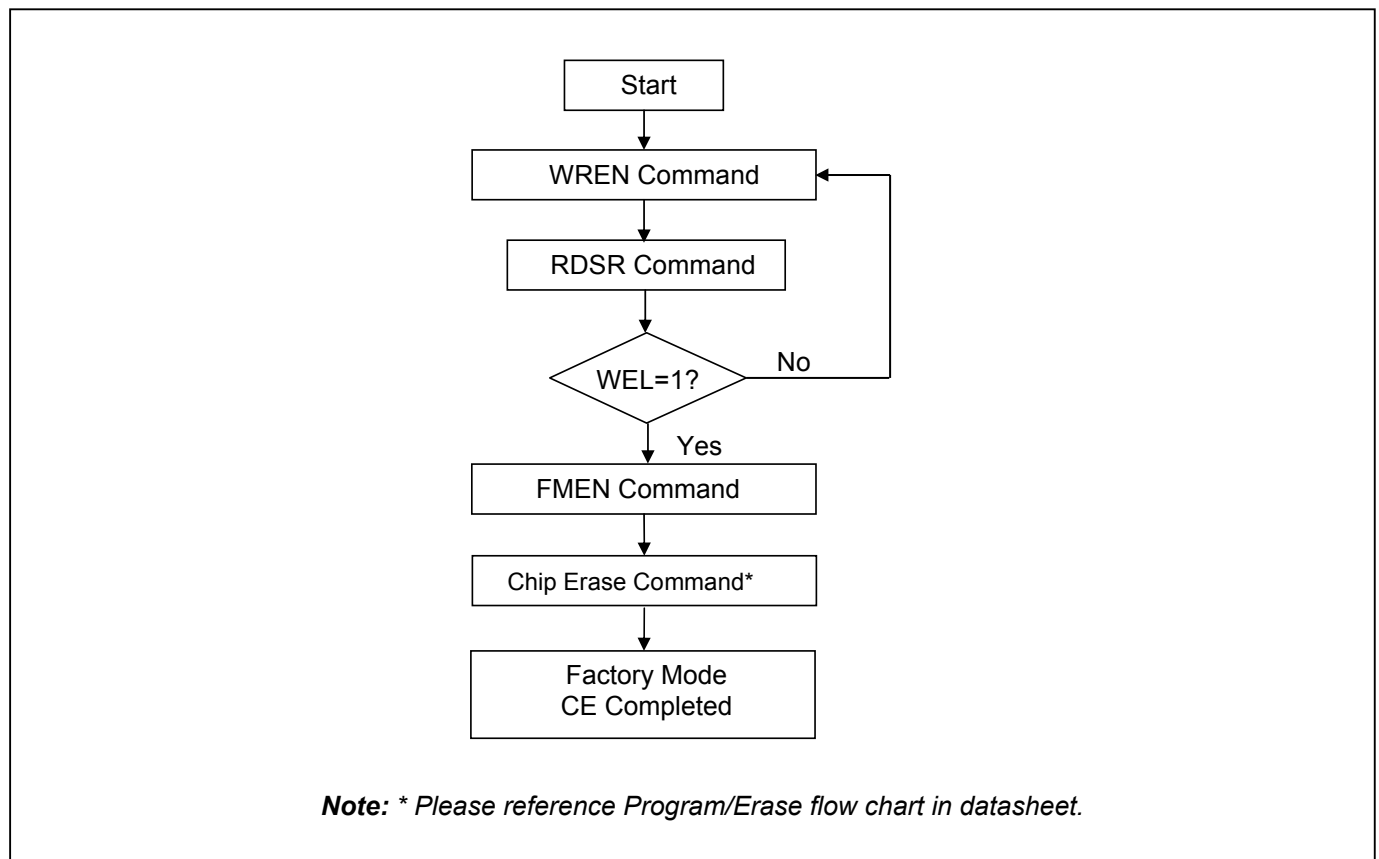 Start
WREN Command
RDSR Command
WEL=1?
No
Yes
FMEN Command
Chip Erase Command*
Factory Mode
CE Completed
Note: * Please reference Program/Erase flow chart in datasheet.